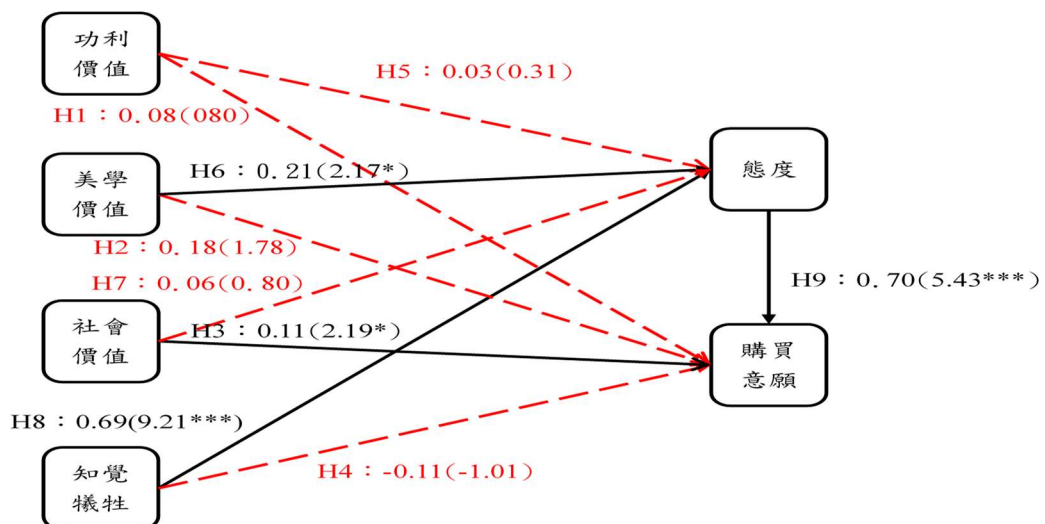 功利
價值
H5：0.03(0.31)
H1：0.08(080)
美學
價值
H6：0.21(2.17*)
態度
H2：0.18(1.78)
H7：0.06(0.80)
H9：0.70(5.43***)
社會
價值
H3：0.11(2.19*)
購買
意願
H8：0.69(9.21***)
知覺
犧牲
H4：-0.11(-1.01)